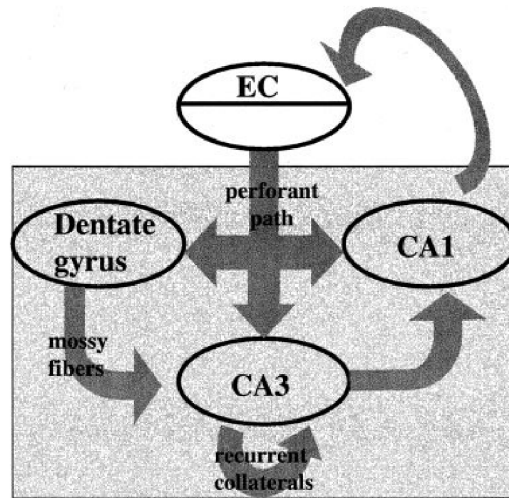 EC
perforant
path
Dentate
gyrus
CA1
mossy
fibers
CA3
recurrent
collaterals